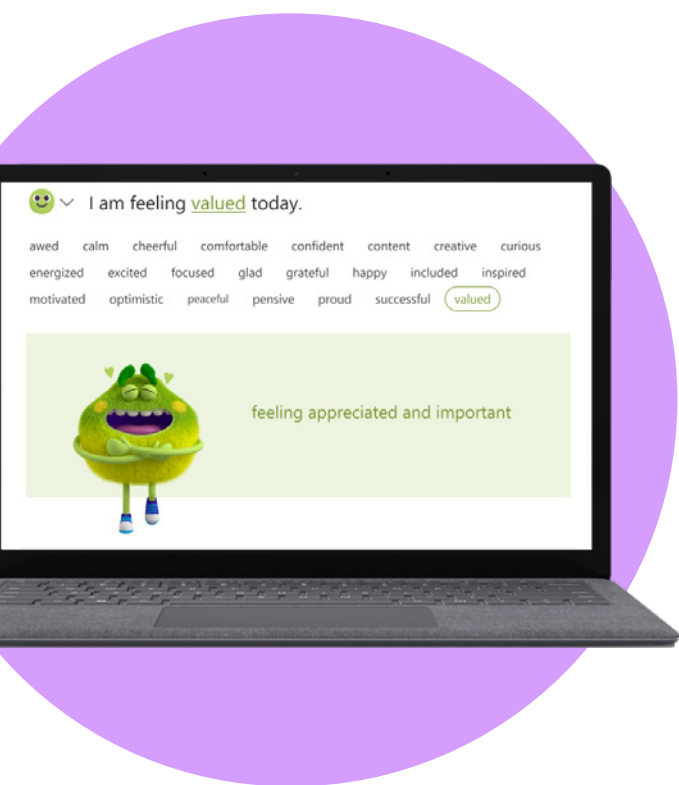 I am feeling valued today.
awed calm cheerful comfortable confident content creative curious
energized excited focused glad grateful happy included inspired
motivated optimistic peaceful pensive proud successful valued
feeling appreciated and important